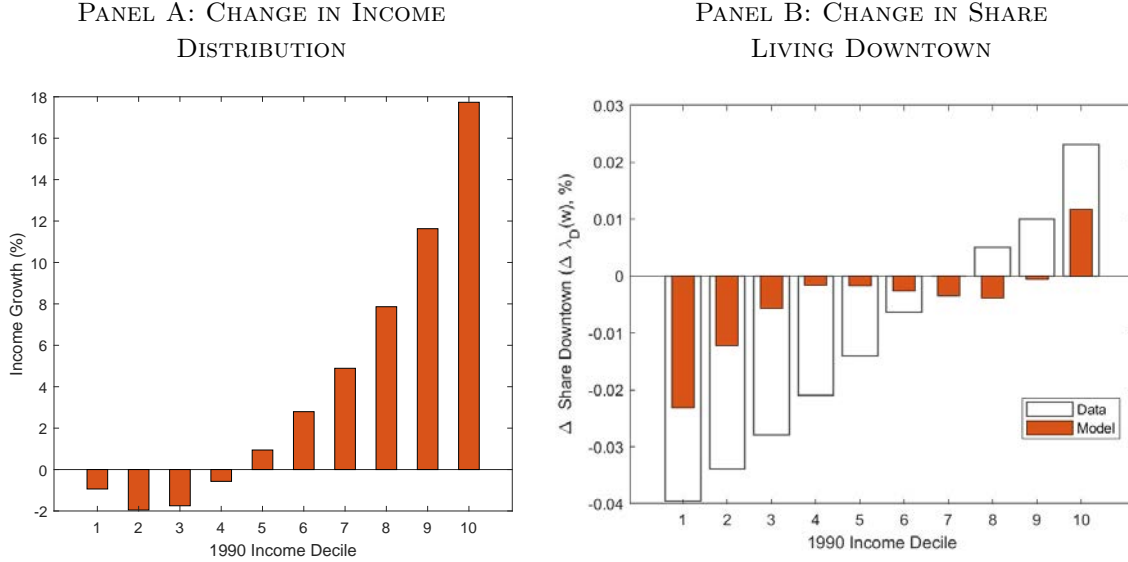 PANEL A: CHANGE IN INCOME
DISTRIBUTION
18
16
14
12
10
8
6
4
2
0
-2
Income Growth (%)
1 2 3 4 5 6 7 8 9 10
1990 Income Decile
PANEL B: CHANGE IN SHARE
LIVING DOWNTOWN
0.03
0.02
0.01
0
-0.01
-0.02
-0.03
-0.04
Δ Share Downtown (Δ λ_D(w), %)
Data
Model
1 2 3 4 5 6 7 8 9 10
1990 Income Decile